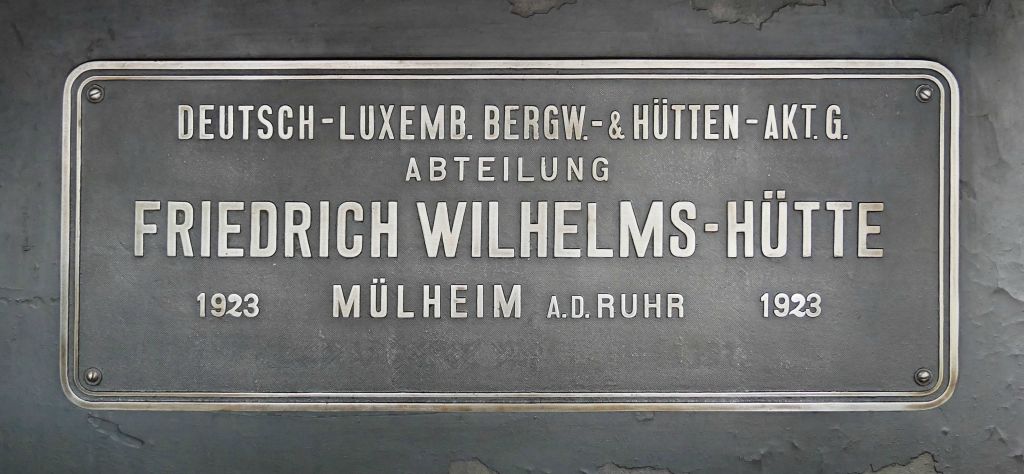 DEUTSCH-LUXEMB. BERGW.-& HÜTTEN-AKT. G.
ABTEILUNG
FRIEDRICH WILHELMS-HÜTTE
1923 MÜLHEIM A.D. RUHR 1923